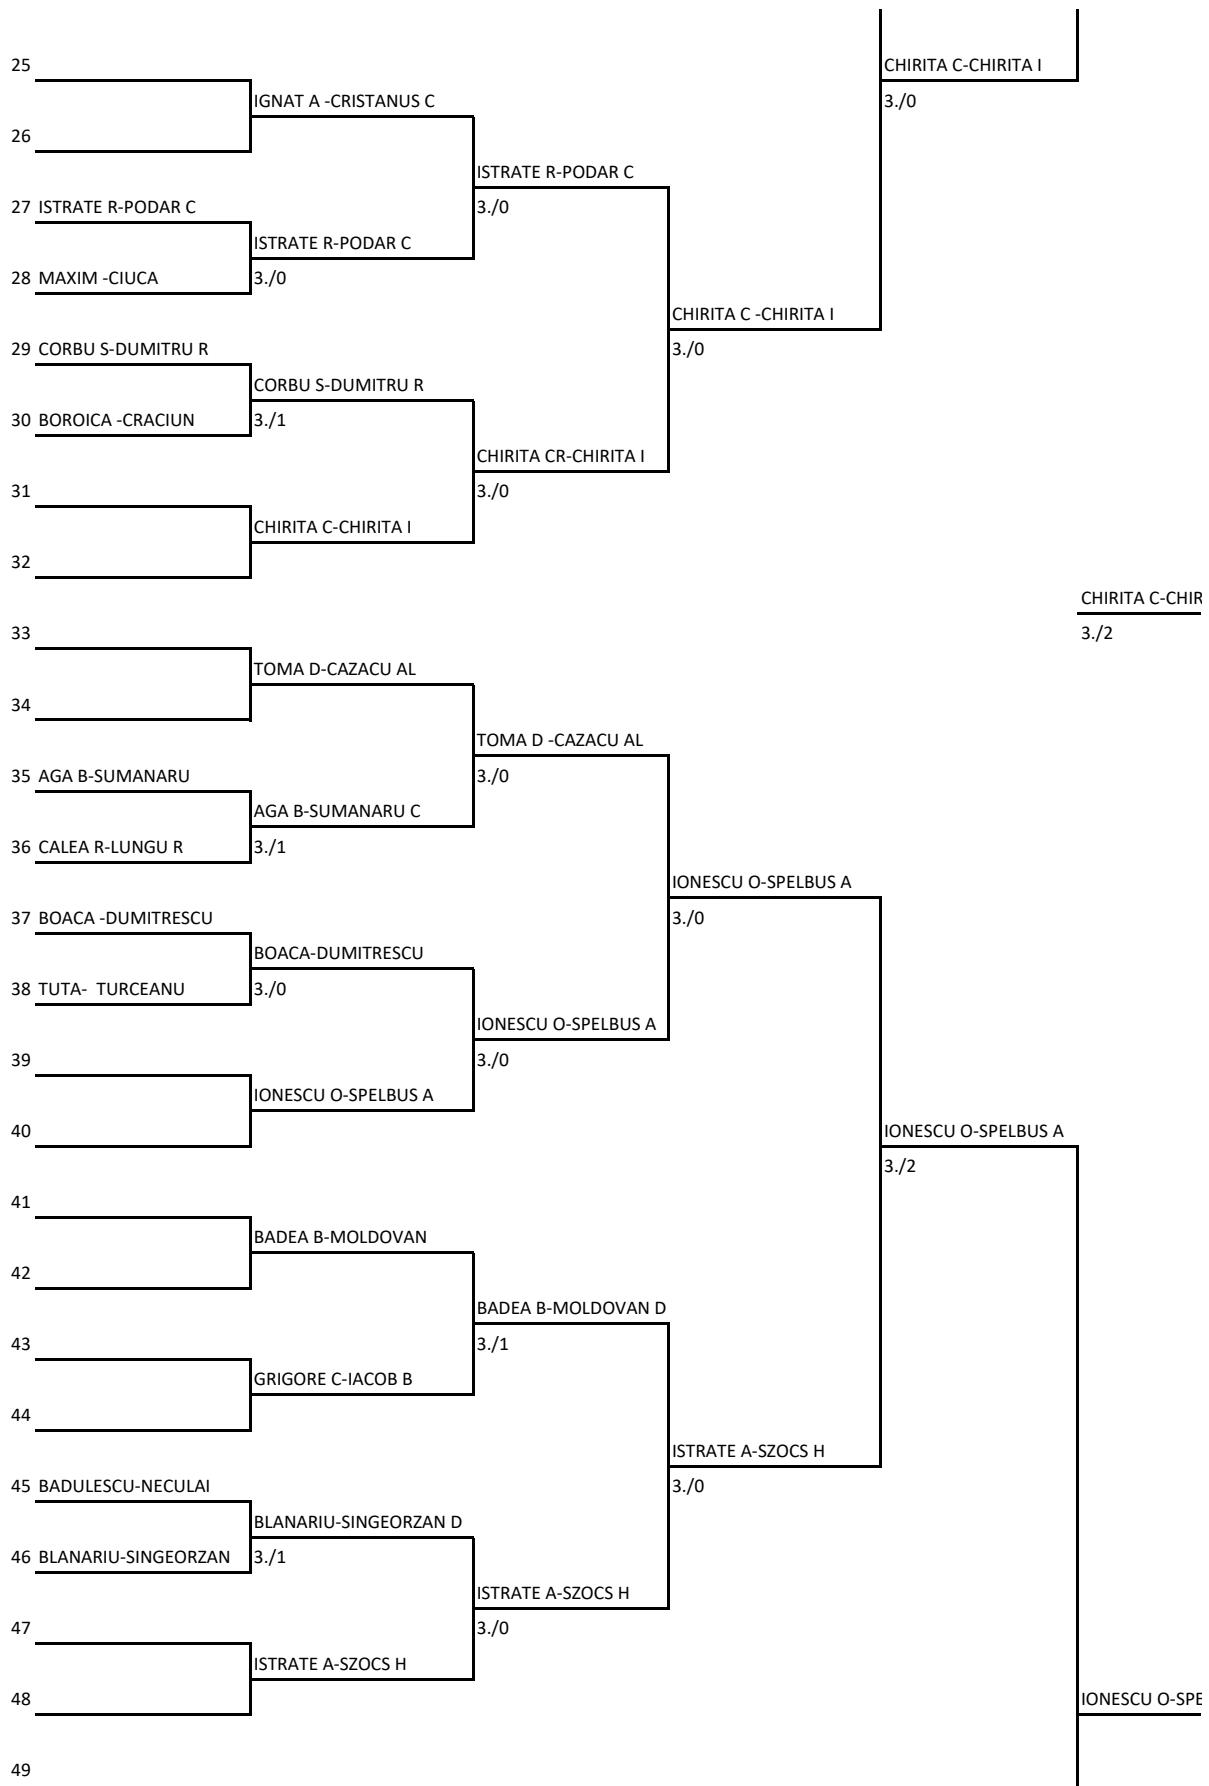 25
CHIRITA C-CHIRITA I
IGNAT A -CRISTANUS C
3./0
26
ISTRATE R-PODAR C
27 ISTRATE R-PODAR C
3./0
ISTRATE R-PODAR C
28 MAXIM -CIUCA
3./0
CHIRITA C -CHIRITA I
29 CORBU S-DUMITRU R
3./0
CORBU S-DUMITRU R
30 BOROICA -CRACIUN
3./1
CHIRITA CR-CHIRITA I
31
3./0
CHIRITA C-CHIRITA I
32
CHIRITA C-CHIR
33
3./2
TOMA D-CAZACU AL
34
TOMA D -CAZACU AL
35 AGA B-SUMANARU
3./0
AGA B-SUMANARU C
36 CALEA R-LUNGU R
3./1
IONESCU O-SPELBUS A
37 BOACA -DUMITRESCU
3./0
BOACA-DUMITRESCU
38 TUTA-  TURCEANU
3./0
IONESCU O-SPELBUS A
39
3./0
IONESCU O-SPELBUS A
40
IONESCU O-SPELBUS A
3./2
41
BADEA B-MOLDOVAN
42
BADEA B-MOLDOVAN D
43
3./1
GRIGORE C-IACOB B
44
ISTRATE A-SZOCS H
45 BADULESCU-NECULAI
3./0
BLANARIU-SINGEORZAN D
46 BLANARIU-SINGEORZAN
3./1
ISTRATE A-SZOCS H
47
3./0
ISTRATE A-SZOCS H
48
IONESCU O-SPE
49